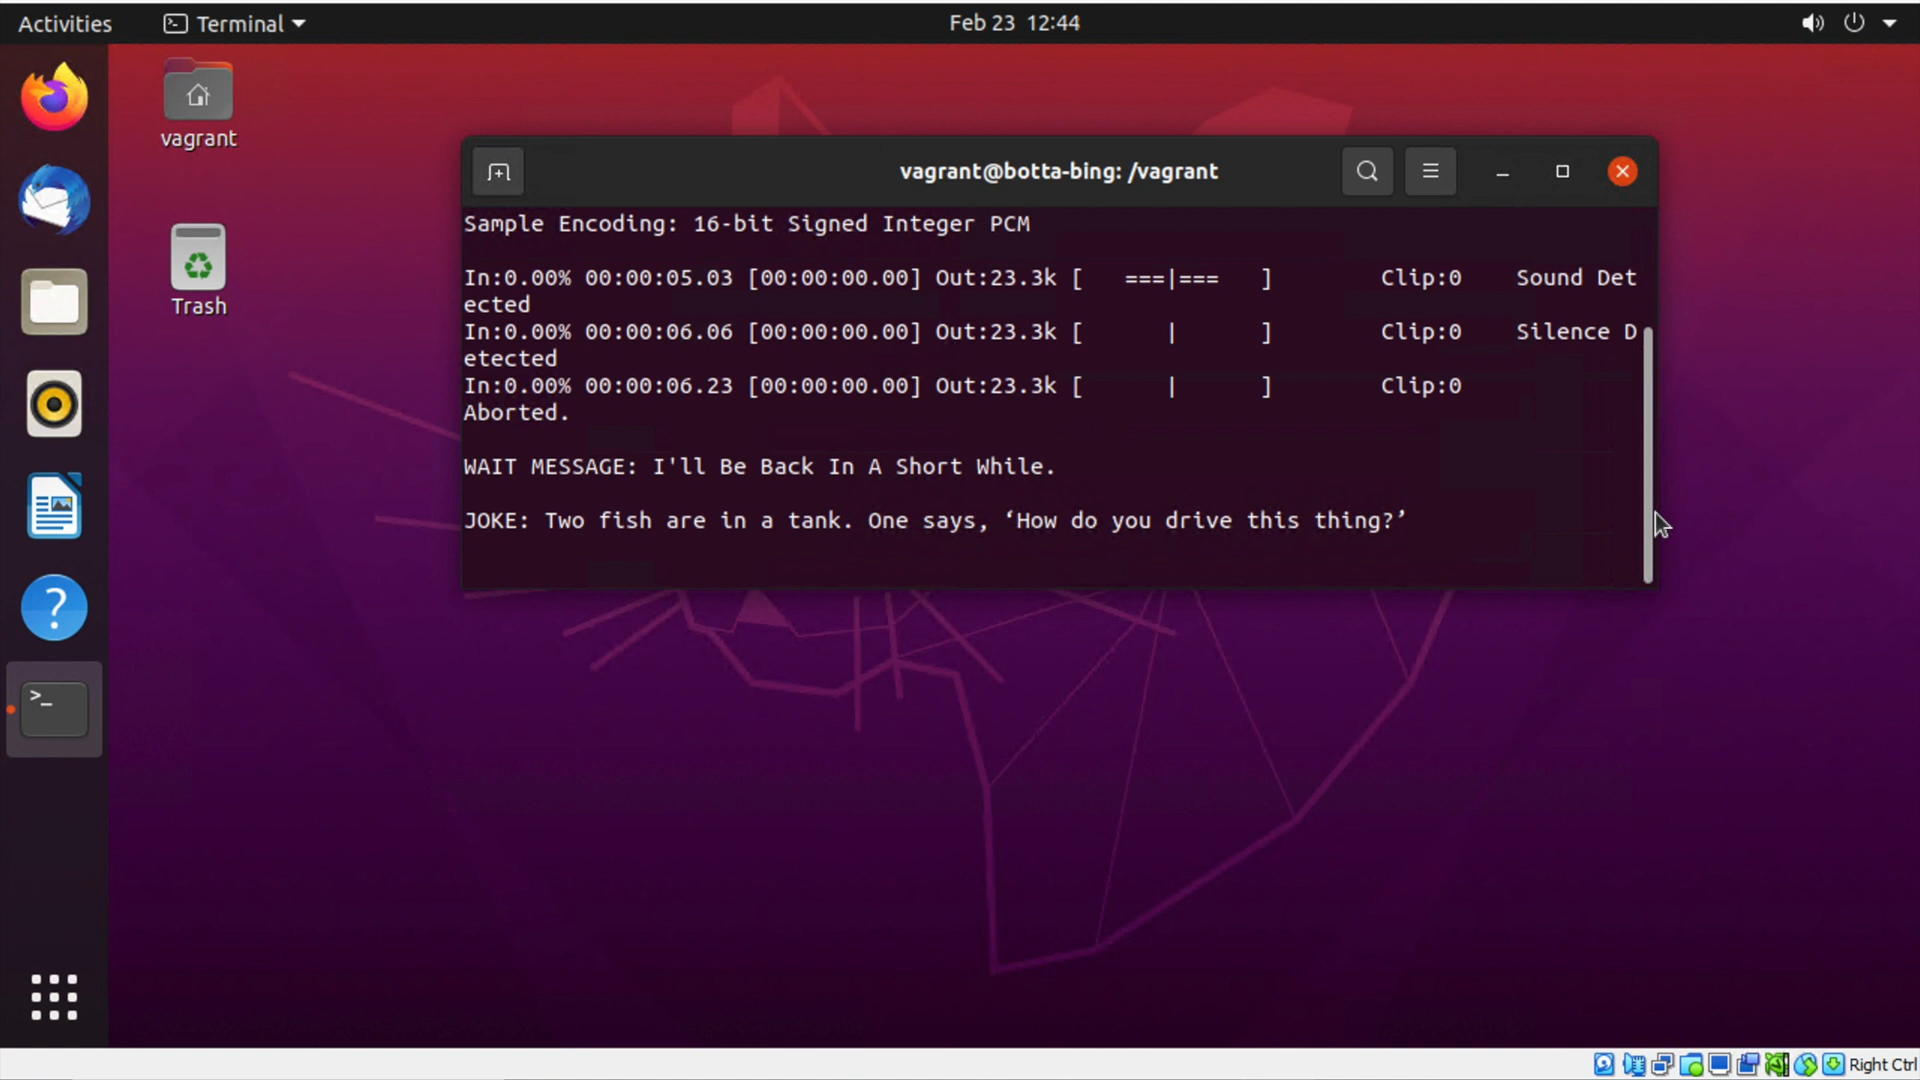 Activities Terminal Feb 23 12:44
vagrant
Trash
vagrant@botta-bing: /vagrant
Sample Encoding: 16-bit Signed Integer PCM
In:0.00% 00:00:05.03 [00:00:00.00] Out:23.3k [   ===|===   ]        Clip:0    Sound Det
ected
In:0.00% 00:00:06.06 [00:00:00.00] Out:23.3k [      |      ]        Clip:0    Silence D
etected
In:0.00% 00:00:06.23 [00:00:00.00] Out:23.3k [      |      ]        Clip:0
Aborted.
WAIT MESSAGE: I'll Be Back In A Short While.
JOKE: Two fish are in a tank. One says, ‘How do you drive this thing?’
Right Ctrl